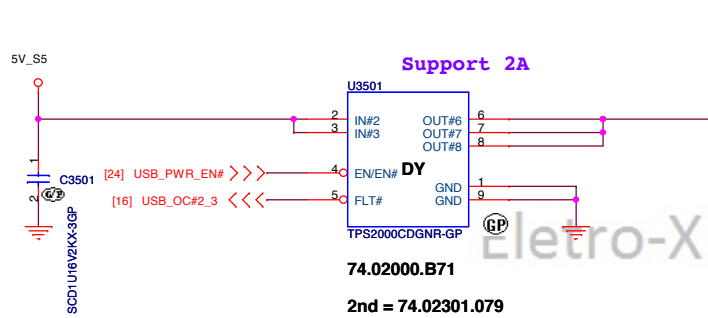 Support 2A
5V_S5
U3501
2 IN#2 OUT#6 6
3 IN#3 OUT#7 7
OUT#8 8
1
[24] USB_PWR_EN# 4 EN/EN# DY
C3501
GND 1
2
[16] USB_OC#2_3 5 FLT# GND 9
GP
TPS2000CDGNR-GP
SCD1U16V2KX-3GP
Eletro-X
74.02000.B71
2nd = 74.02301.079